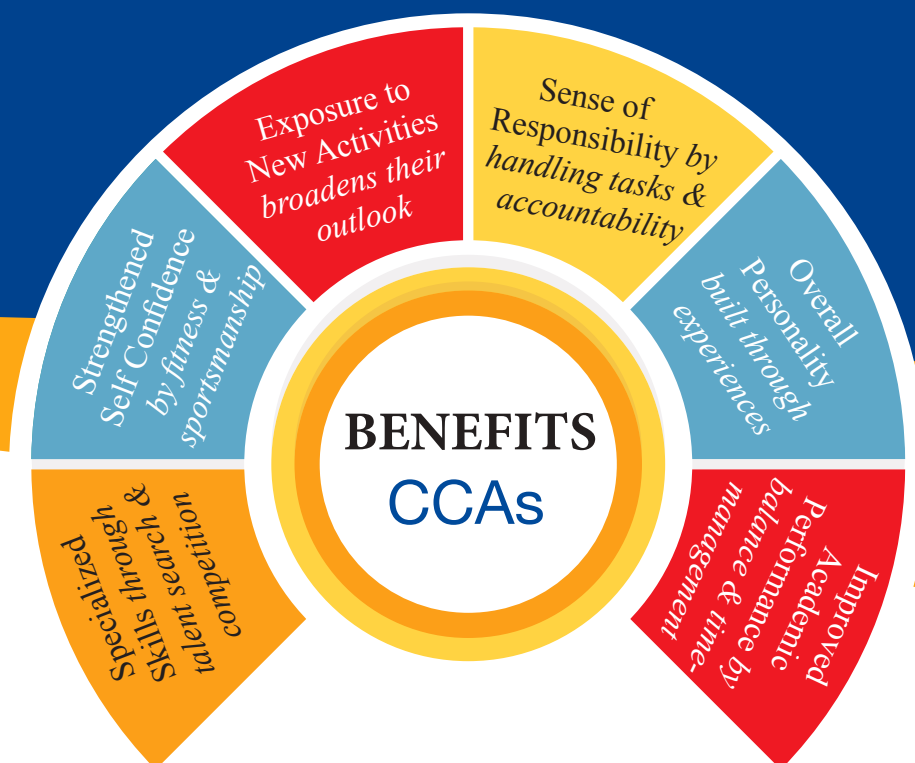 BENEFITS
CCAs
Specialized
Skills through
talent search &
competition
Strengthened
Self Confidence
by fitness &
sportsmanship
Exposure to
New Activities
broadens their
outlook
Sense of
Responsibility by
handling tasks &
accountability
Overall
Personality
built through
experiences
Improved
Academic
Performance by
balance & time-
management